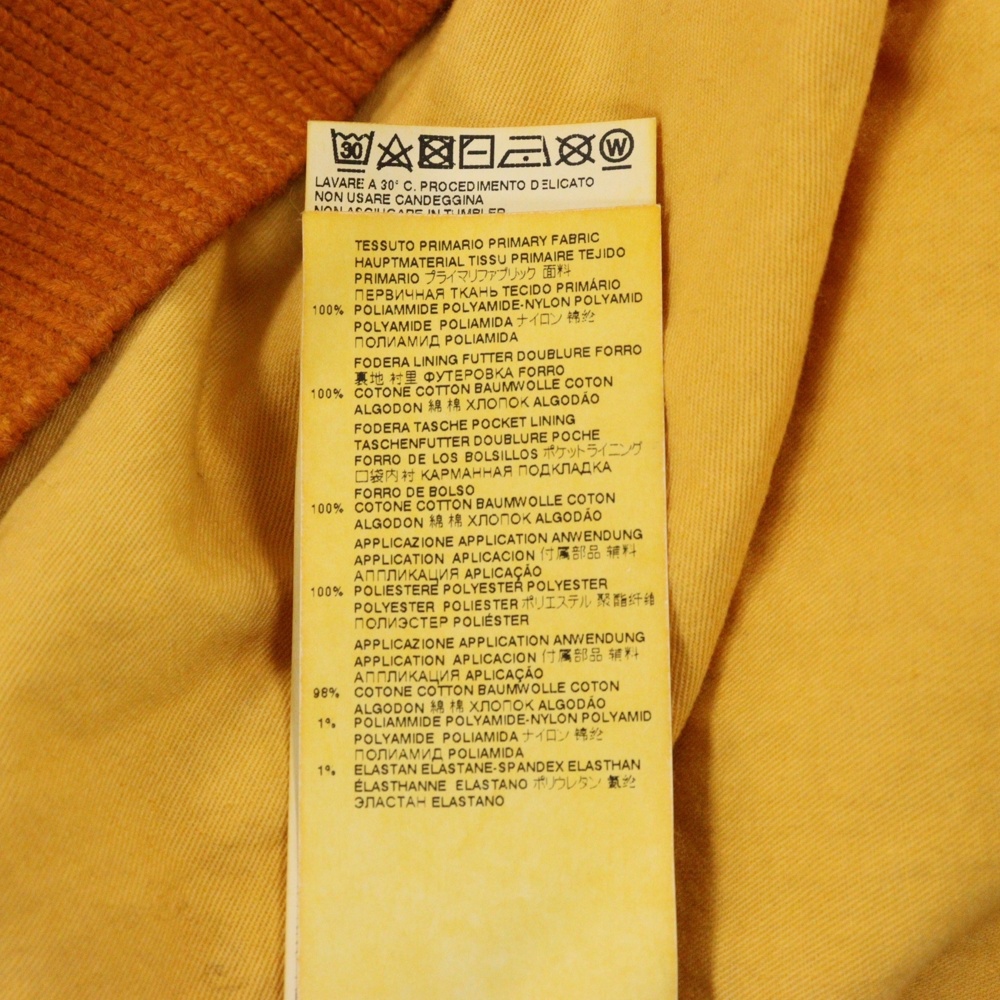 30
W
LAVARE A 30° C. PROCEDIMENTO DELICATO
NON USARE CANDEGGINA
NON ASCIUGARE IN TUMBLER
TESSUTO PRIMARIO PRIMARY FABRIC
HAUPTMATERIAL TISSU PRIMAIRE TEJIDO
PRIMARIO プライマリファブリック 面料
ПЕРВИЧНАЯ ТКАНЬ TECIDO PRIMÁRIO
100% POLIAMMIDE POLYAMIDE-NYLON POLYAMID
POLYAMIDE POLIAMIDA ナイロン 锦纶
ПОЛИАМИД POLIAMIDA
FODERA LINING FUTTER DOUBLURE FORRO
裏地 衬里 ФУТЕРОВКА FORRO
100% COTONE COTTON BAUMWOLLE COTON
ALGODON 綿 棉 ХЛОПОК ALGODÃO
FODERA TASCHE POCKET LINING
TASCHENFUTTER DOUBLURE POCHE
FORRO DE LOS BOLSILLOS ポケットライニング
口袋内衬 КАРМАННАЯ ПОДКЛАДКА
FORRO DE BOLSO
100% COTONE COTTON BAUMWOLLE COTON
ALGODON 綿 棉 ХЛОПОК ALGODÃO
APPLICAZIONE APPLICATION ANWENDUNG
APPLICATION APLICACION 付属部品 辅料
АППЛИКАЦИЯ APLICAÇÃO
100% POLIESTERE POLYESTER POLYESTER
POLYESTER POLIESTER ポリエステル 聚酯纤维
ПОЛИЭСТЕР POLIÉSTER
APPLICAZIONE APPLICATION ANWENDUNG
APPLICATION APLICACION 付属部品 辅料
АППЛИКАЦИЯ APLICAÇÃO
98% COTONE COTTON BAUMWOLLE COTON
ALGODON 綿 棉 ХЛОПОК ALGODÃO
1% POLIAMMIDE POLYAMIDE-NYLON POLYAMID
POLYAMIDE POLIAMIDA ナイロン 锦纶
ПОЛИАМИД POLIAMIDA
1% ELASTAN ELASTANE-SPANDEX ELASTHAN
ÉLASTHANNE ELASTANO ポリウレタン 氨纶
ЭЛАСТАН ELASTANO